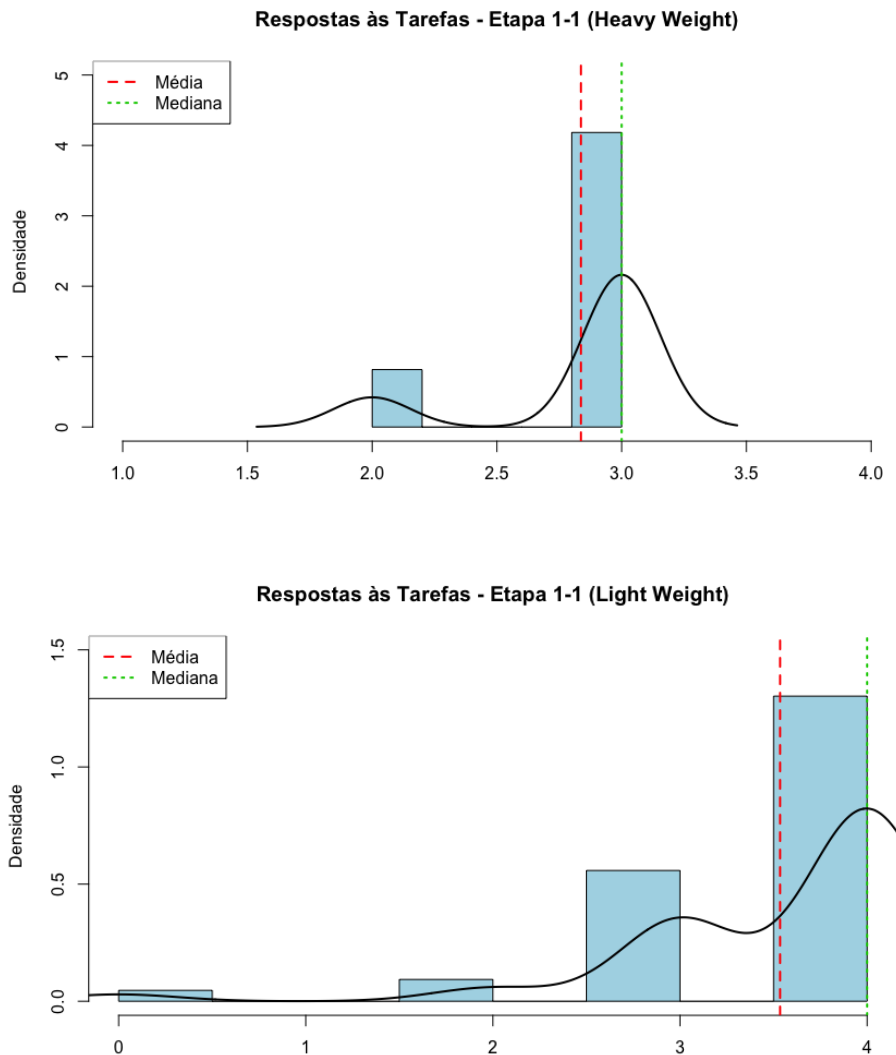 Respostas às Tarefas - Etapa 1-1 (Heavy Weight)
Média
Mediana
Densidade
5
4
3
2
1
0
1.0 1.5 2.0 2.5 3.0 3.5 4.0
Respostas às Tarefas - Etapa 1-1 (Light Weight)
Média
Mediana
Densidade
1.5
1.0
0.5
0.0
0 1 2 3 4